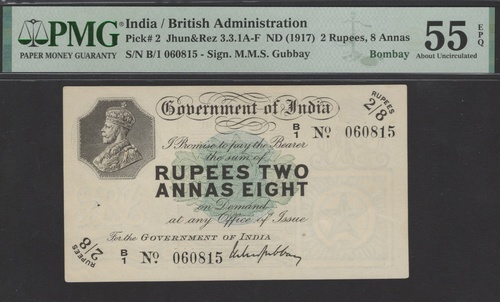 PMG
PAPER MONEY GUARANTY
India / British Administration
Pick# 2 Jhun&Rez 3.3.1A-F ND (1917) 2 Rupees, 8 Annas
S/N B/1 060815 - Sign. M.M.S. Gubbay
Bombay
55 EPQ
About Uncirculated
Government of India
RUPEES 2/8
B/1 No. 060815
I Promise to pay the Bearer
the sum of
RUPEES TWO
ANNAS EIGHT
on Demand
at any Office of Issue
For the GOVERNMENT OF INDIA
RUPEES 2/8
B/1 No. 060815